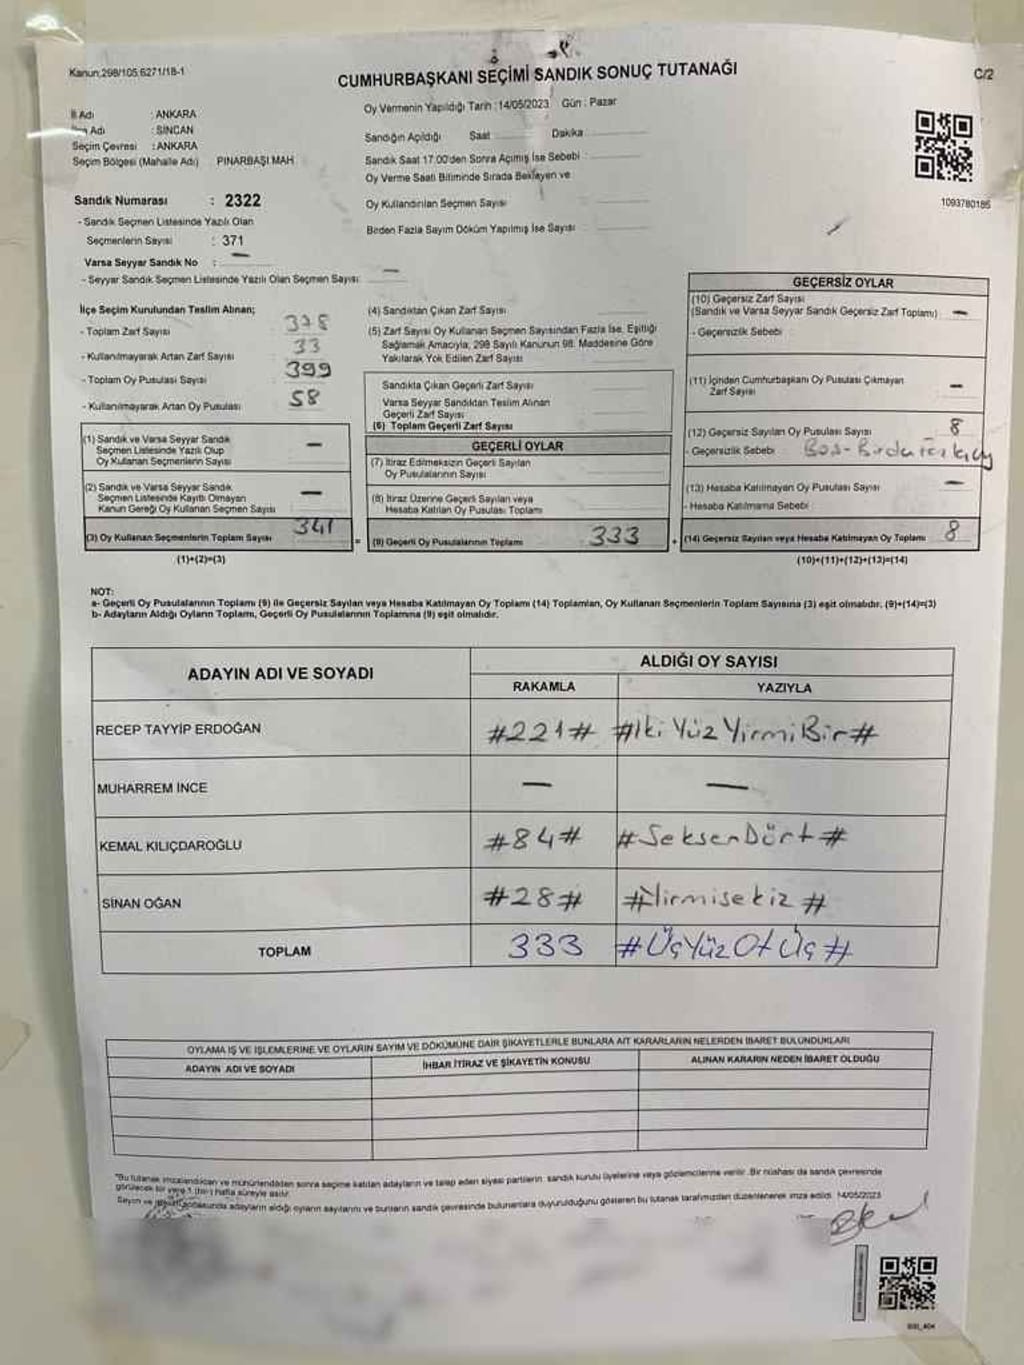 Kanun;298/105.6271/18-1
CUMHURBAŞKANI SEÇİMİ SANDIK SONUÇ TUTANAĞI
C/2
İl Adı : ANKARA
Adı : SİNCAN
Seçim Çevresi : ANKARA
Seçim Bölgesi (Mahalle Adı) PINARBAŞI MAH
Oy Vermenin Yapıldığı Tarih : 14/05/2023 Gün : Pazar
Sandığın Açıldığı Saat Dakika
Sandık Saat 17.00'den Sonra Açılmış İse Sebebi :
Oy Verme Saati Bitiminde Sırada Bekleyen ve
Oy Kullandırılan Seçmen Sayısı
Birden Fazla Sayım Döküm Yapılmış İse Sayısı
1093780185
Sandık Numarası : 2322
- Sandık Seçmen Listesinde Yazılı Olan
Seçmenlerin Sayısı : 371
Varsa Seyyar Sandık No : —
- Seyyar Sandık Seçmen Listesinde Yazılı Olan Seçmen Sayısı: —
İlçe Seçim Kurulundan Teslim Alınan;
- Toplam Zarf Sayısı
- Kullanılmayarak Artan Zarf Sayısı 33
- Toplam Oy Pusulası Sayısı 399
- Kullanılmayarak Artan Oy Pusulası 58
(1) Sandık ve Varsa Seyyar Sandık —
Seçmen Listesinde Yazılı Olup
Oy Kullanan Seçmenlerin Sayısı
(2) Sandık ve Varsa Seyyar Sandık —
Seçmen Listesinde Kayıtlı Olmayan
Kanun Gereği Oy Kullanan Seçmen Sayısı
(3) Oy Kullanan Seçmenlerin Toplam Sayısı 341
(1)+(2)=(3)
(4) Sandıktan Çıkan Zarf Sayısı
(5) Zarf Sayısı Oy Kullanan Seçmen Sayısından Fazla İse, Eşitliği
Sağlamak Amacıyla, 298 Sayılı Kanunun 98. Maddesine Göre
Yakılarak Yok Edilen Zarf Sayısı
Sandıkta Çıkan Geçerli Zarf Sayısı
Varsa Seyyar Sandıktan Teslim Alınan
Geçerli Zarf Sayısı
(6) Toplam Geçerli Zarf Sayısı
GEÇERLİ OYLAR
(7) İtiraz Edilmeksizin Geçerli Sayılan
Oy Pusulalarının Sayısı
(8) İtiraz Üzerine Geçerli Sayılan veya
Hesaba Katılan Oy Pusulası Toplamı
= (9) Geçerli Oy Pusulalarının Toplamı 333
GEÇERSİZ OYLAR
(10) Geçersiz Zarf Sayısı
(Sandık ve Varsa Seyyar Sandık Geçersiz Zarf Toplamı) —
- Geçersizlik Sebebi :
(11) İçinden Cumhurbaşkanı Oy Pusulası Çıkmayan —
Zarf Sayısı
(12) Geçersiz Sayılan Oy Pusulası Sayısı 8
- Geçersizlik Sebebi
(13) Hesaba Katılmayan Oy Pusulası Sayısı —
- Hesaba Katılmama Sebebi :
+ (14) Geçersiz Sayılan veya Hesaba Katılmayan Oy Toplamı 8
(10)+(11)+(12)+(13)=(14)
NOT:
a- Geçerli Oy Pusulalarının Toplamı (9) ile Geçersiz Sayılan veya Hesaba Katılmayan Oy Toplamı (14) Toplamları, Oy Kullanan Seçmenlerin Toplam Sayısına (3) eşit olmalıdır. (9)+(14)=(3)
b- Adayların Aldığı Oyların Toplamı, Geçerli Oy Pusulalarının Toplamına (9) eşit olmalıdır.
ADAYIN ADI VE SOYADI
ALDIĞI OY SAYISI
RAKAMLA YAZIYLA
RECEP TAYYİP ERDOĞAN #221# #İki Yüz Yirmi Bir#
MUHARREM İNCE — —
KEMAL KILIÇDAROĞLU #84# #Seksen Dört#
SİNAN OĞAN #28# #Yirmisekiz#
TOPLAM 333 #Üç Yüz Ot Üç#
OYLAMA İŞ VE İŞLEMLERİNE VE OYLARIN SAYIM VE DÖKÜMÜNE DAİR ŞİKAYETLERLE BUNLARA AİT KARARLARIN NELERDEN İBARET BULUNDUKLARI
ADAYIN ADI VE SOYADI İHBAR İTİRAZ VE ŞİKAYETİN KONUSU ALINAN KARARIN NEDEN İBARET OLDUĞU
*Bu tutanak imzalandıktan ve mühürlendikten sonra seçime katılan adayların ve talep eden siyasi partilerin sandık kurulu üyelerine veya gözlemcilerine verilir. Bir nüshası da sandık çevresinde
görülecek bir yere 1 (bir) hafta süreyle asılır.
Sayım ve adayların aldığı oyların sayılarını ve bunların sandık çevresinde bulunanlara duyurulduğunu gösteren bu tutanak tarafımızdan düzenlenerek imza edildi. 14/05/2023